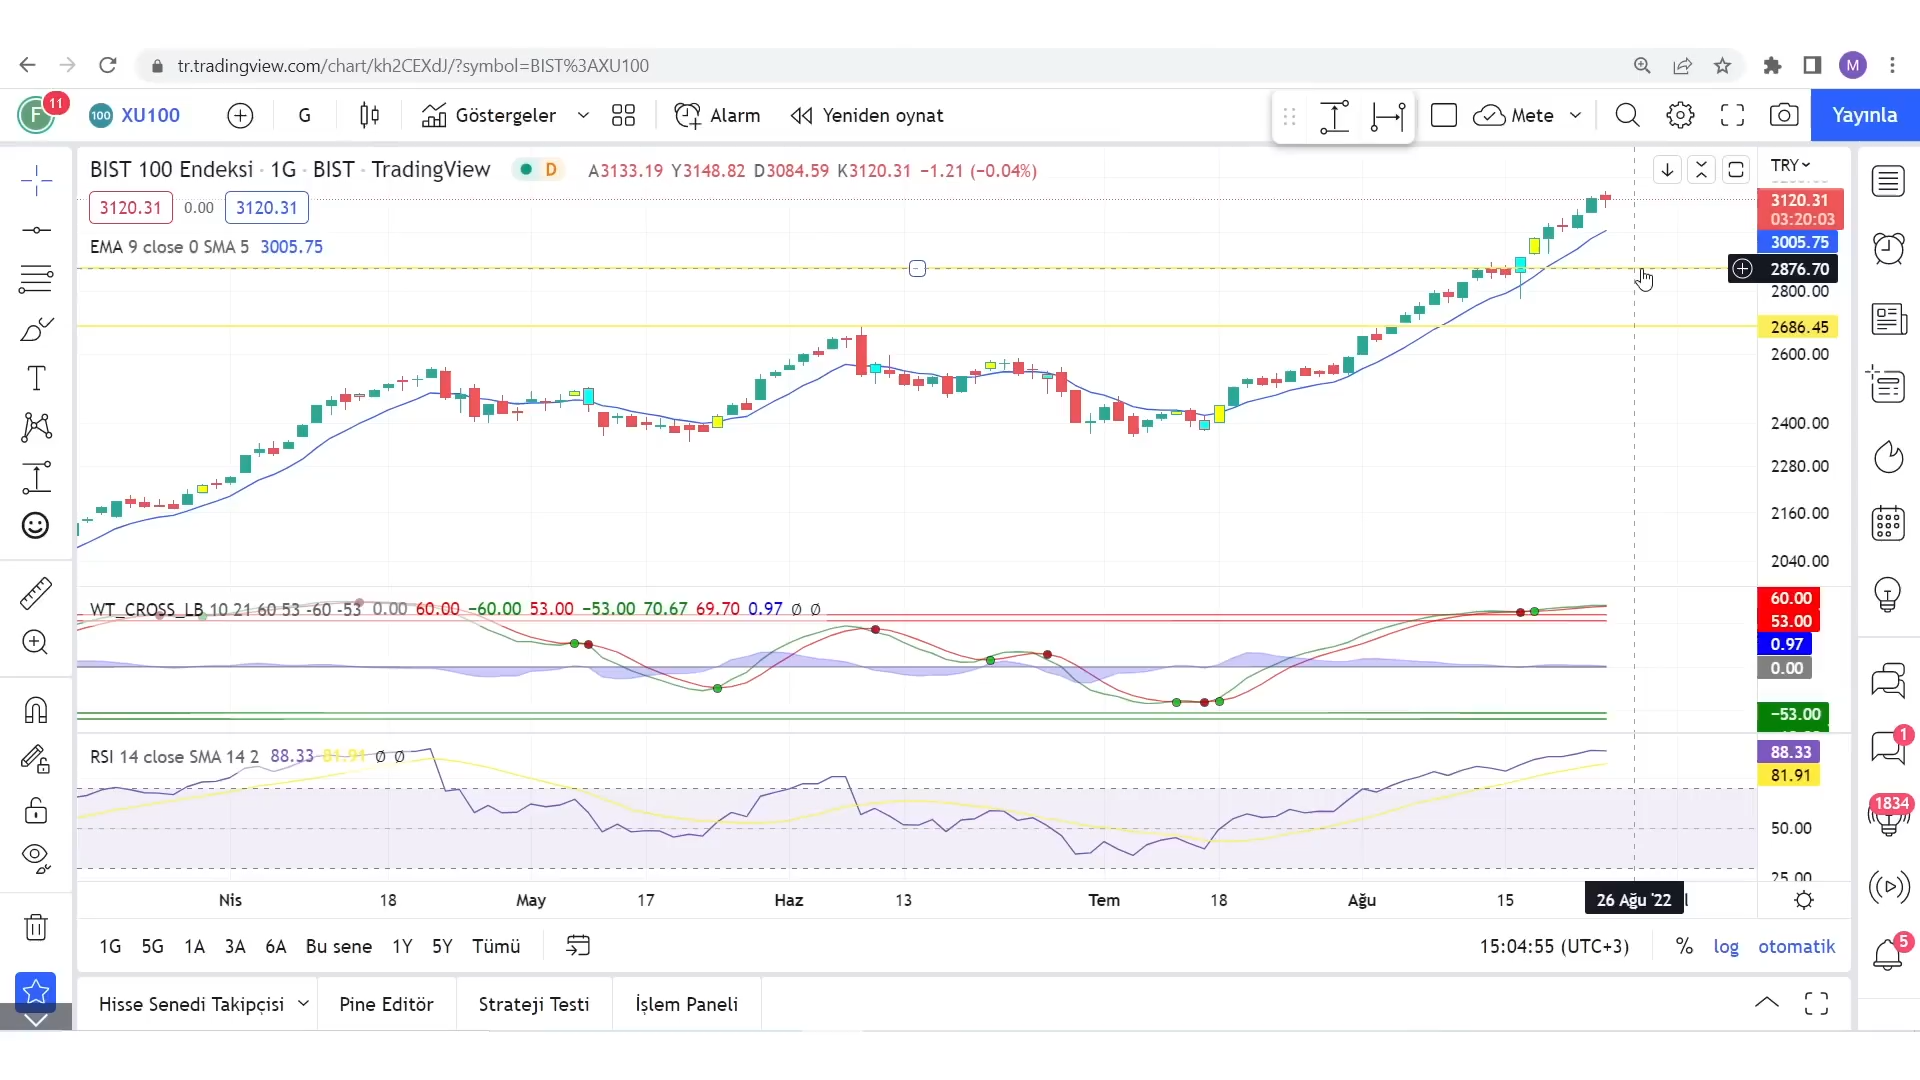 tr.tradingview.com/chart/kh2CEXdJ/?symbol=BIST%3AXU100
M
F 11 100 XU100 G Göstergeler Alarm Yeniden oynat Mete Yayınla
BIST 100 Endeksi · 1G · BIST · TradingView D A3133.19 Y3148.82 D3084.59 K3120.31 −1.21 (−0.04%)
TRY
3120.31 0.00 3120.31
EMA 9 close 0 SMA 5 3005.75
3120.31
03:20:03
3005.75
2876.70
2800.00
2686.45
2600.00
2400.00
2280.00
2160.00
2040.00
WT_CROSS_LB 10 21 60 53 -60 -53 0.00 60.00 −60.00 53.00 −53.00 70.67 69.70 0.97 ∅ ∅
60.00
53.00
0.97
0.00
−53.00
RSI 14 close SMA 14 2 88.33 81.91 ∅ ∅
88.33
81.91
50.00
25.00
1
1834
5
Nis 18 May 17 Haz 13 Tem 18 Ağu 15 26 Ağu '22
1G 5G 1A 3A 6A Bu sene 1Y 5Y Tümü 15:04:55 (UTC+3) % log otomatik
Hisse Senedi Takipçisi Pine Editör Strateji Testi İşlem Paneli